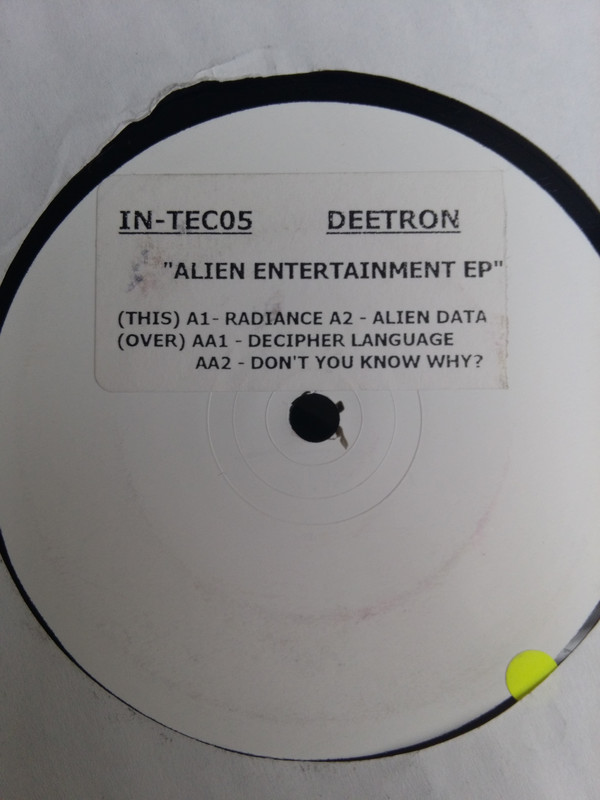 IN-TEC05 DEETRON
"ALIEN ENTERTAINMENT EP"
(THIS) A1- RADIANCE A2 - ALIEN DATA
(OVER) AA1 - DECIPHER LANGUAGE
AA2 - DON'T YOU KNOW WHY?